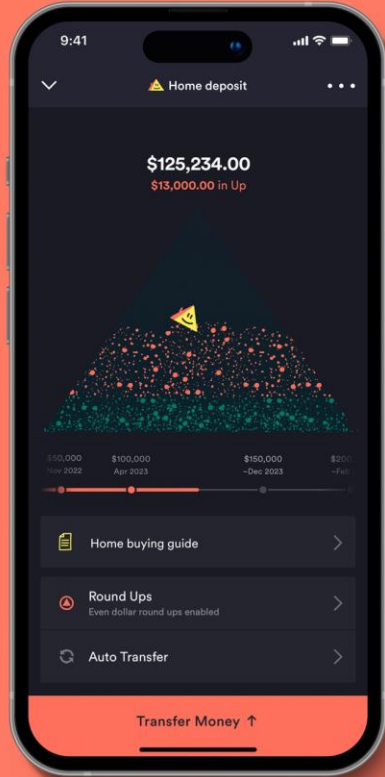 9:41
Home deposit
$125,234.00
$13,000.00 in Up
$50,000 $100,000 $150,000
Nov 2022 Apr 2023 ~Dec 2023
Home buying guide
Round Ups
Even dollar round ups enabled
Auto Transfer
Transfer Money ↑